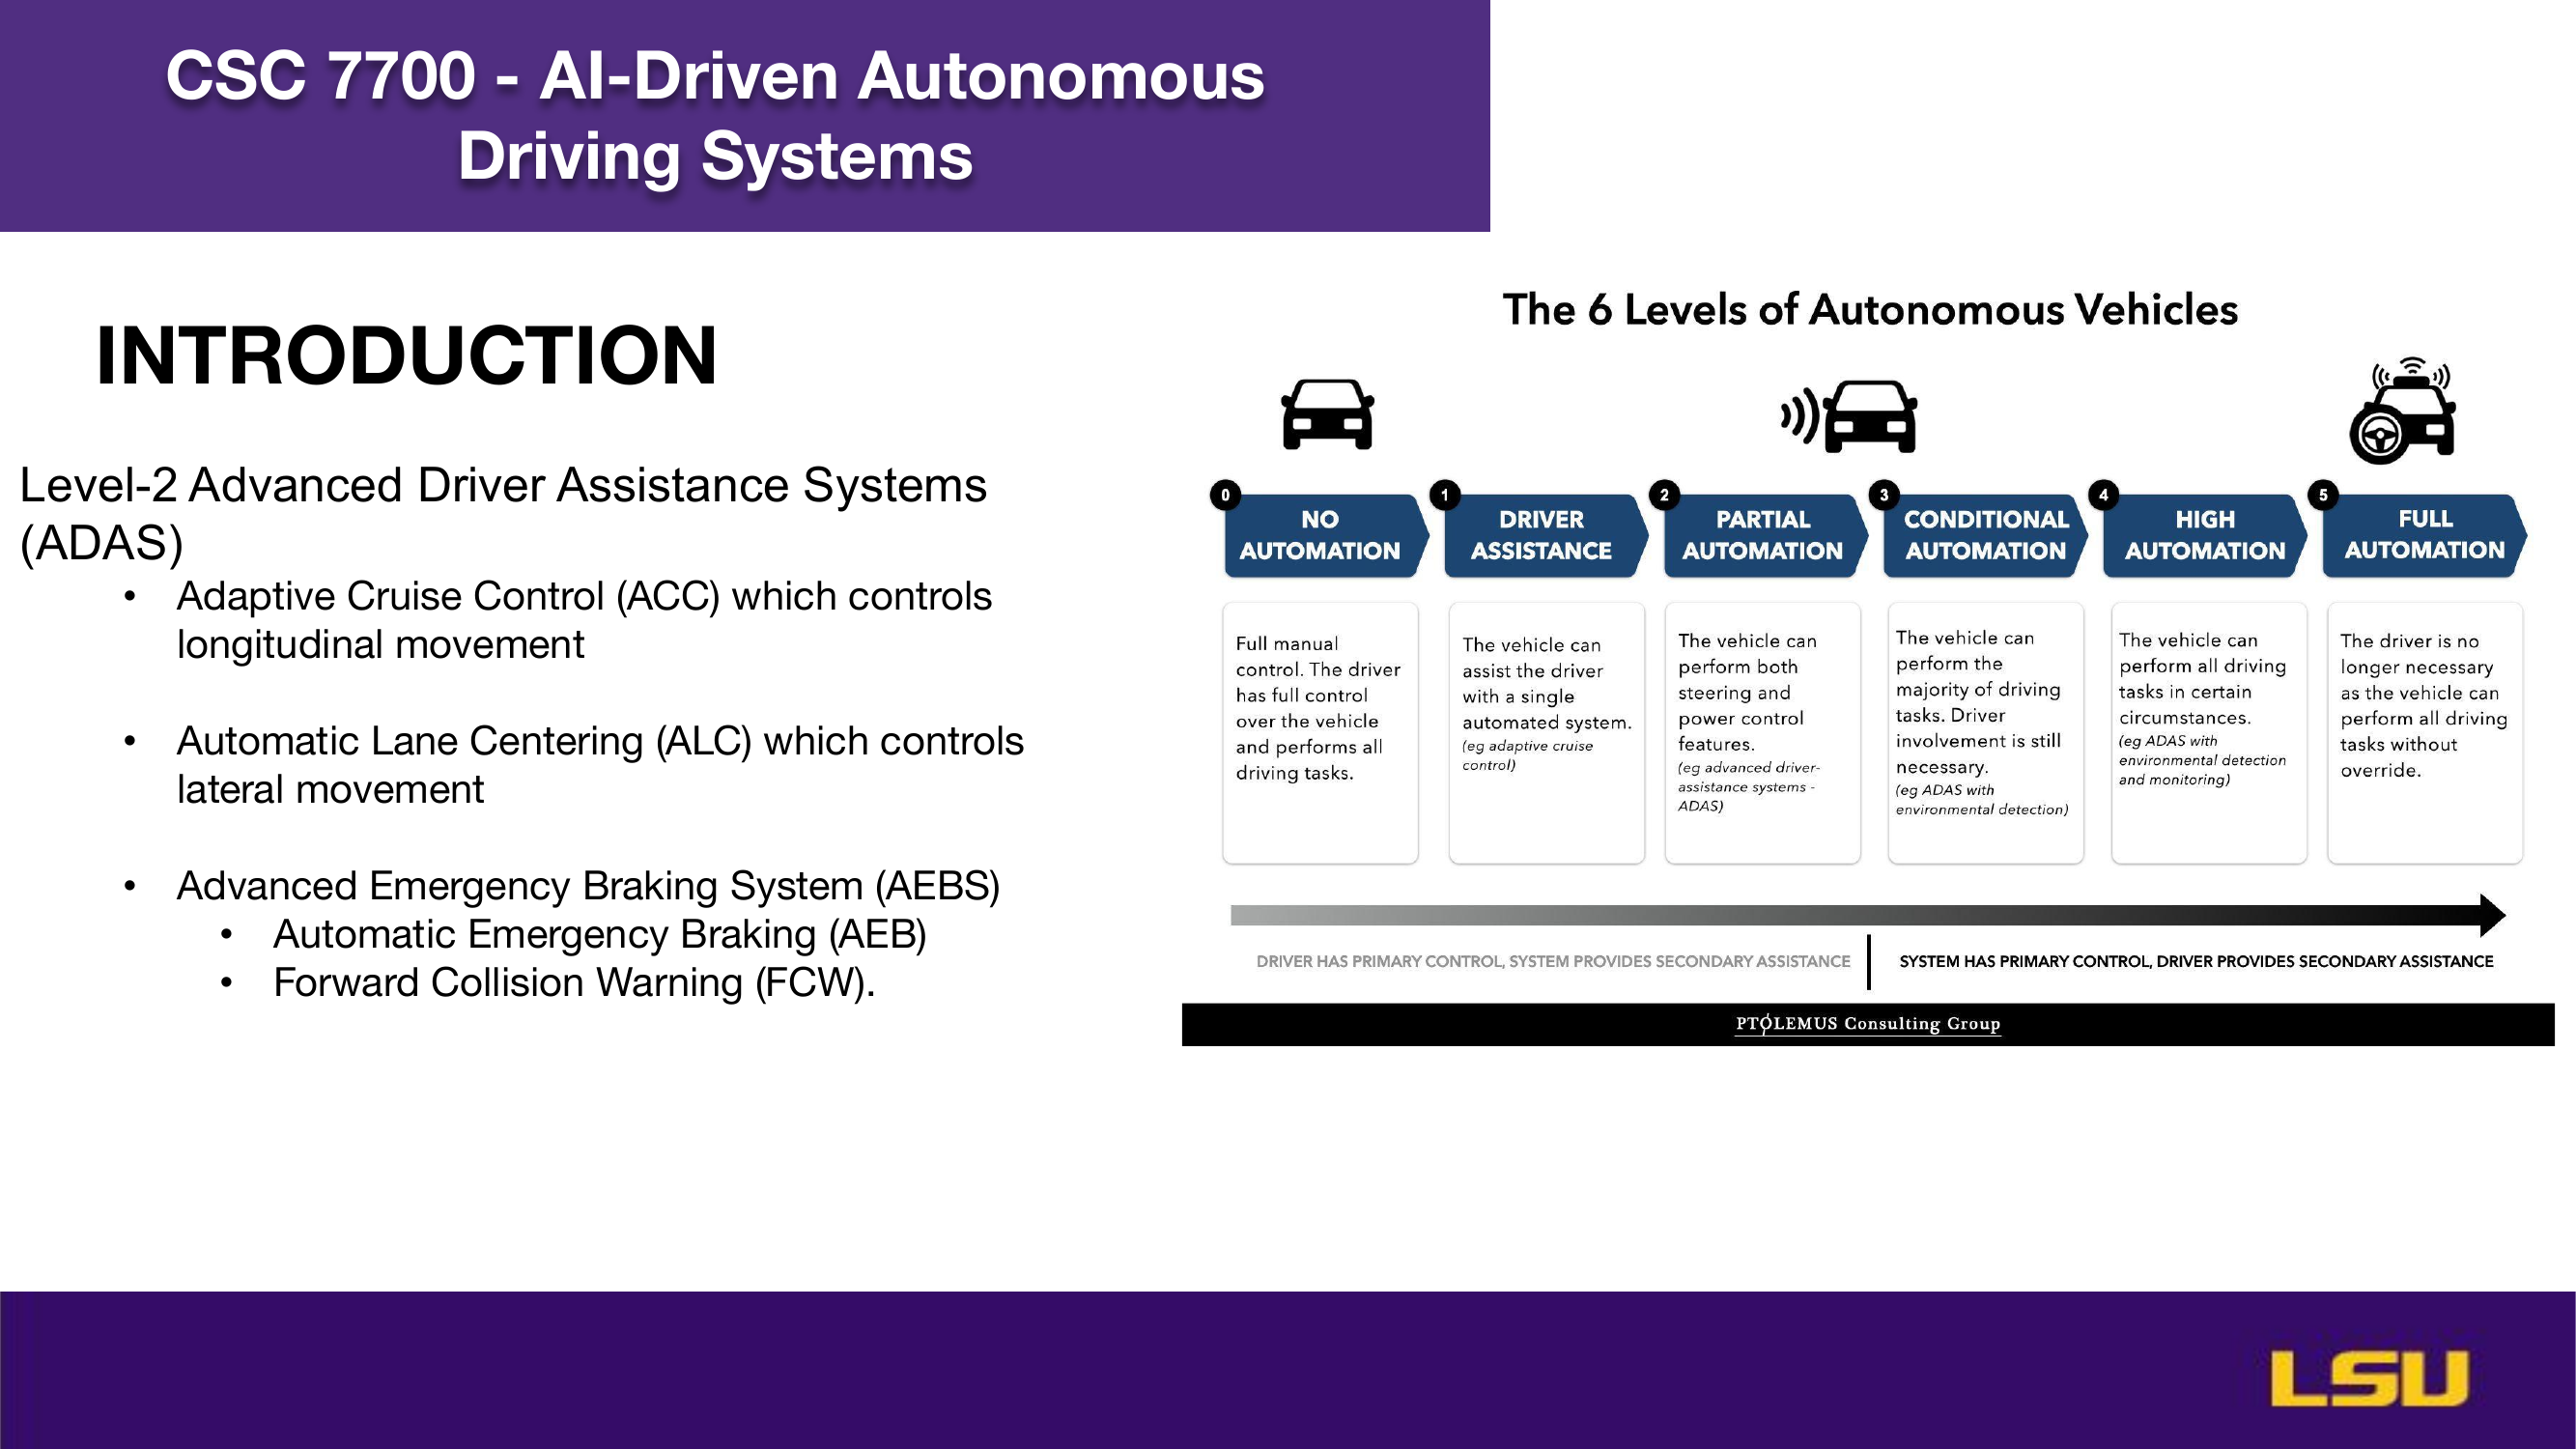 CSC 7700 - AI-Driven Autonomous
Driving Systems
INTRODUCTION
Level-2 Advanced Driver Assistance Systems
(ADAS)
• Adaptive Cruise Control (ACC) which controls
longitudinal movement
• Automatic Lane Centering (ALC) which controls
lateral movement
• Advanced Emergency Braking System (AEBS)
• Automatic Emergency Braking (AEB)
• Forward Collision Warning (FCW).
The 6 Levels of Autonomous Vehicles
0
NO
AUTOMATION
Full manual
control. The driver
has full control
over the vehicle
and performs all
driving tasks.
1
DRIVER
ASSISTANCE
The vehicle can
assist the driver
with a single
automated system.
(eg adaptive cruise
control)
2
PARTIAL
AUTOMATION
The vehicle can
perform both
steering and
power control
features.
(eg advanced driver-
assistance systems -
ADAS)
3
CONDITIONAL
AUTOMATION
The vehicle can
perform the
majority of driving
tasks. Driver
involvement is still
necessary.
(eg ADAS with
environmental detection)
4
HIGH
AUTOMATION
The vehicle can
perform all driving
tasks in certain
circumstances.
(eg ADAS with
environmental detection
and monitoring)
5
FULL
AUTOMATION
The driver is no
longer necessary
as the vehicle can
perform all driving
tasks without
override.
DRIVER HAS PRIMARY CONTROL, SYSTEM PROVIDES SECONDARY ASSISTANCE
SYSTEM HAS PRIMARY CONTROL, DRIVER PROVIDES SECONDARY ASSISTANCE
PTOLEMUS Consulting Group
LSU